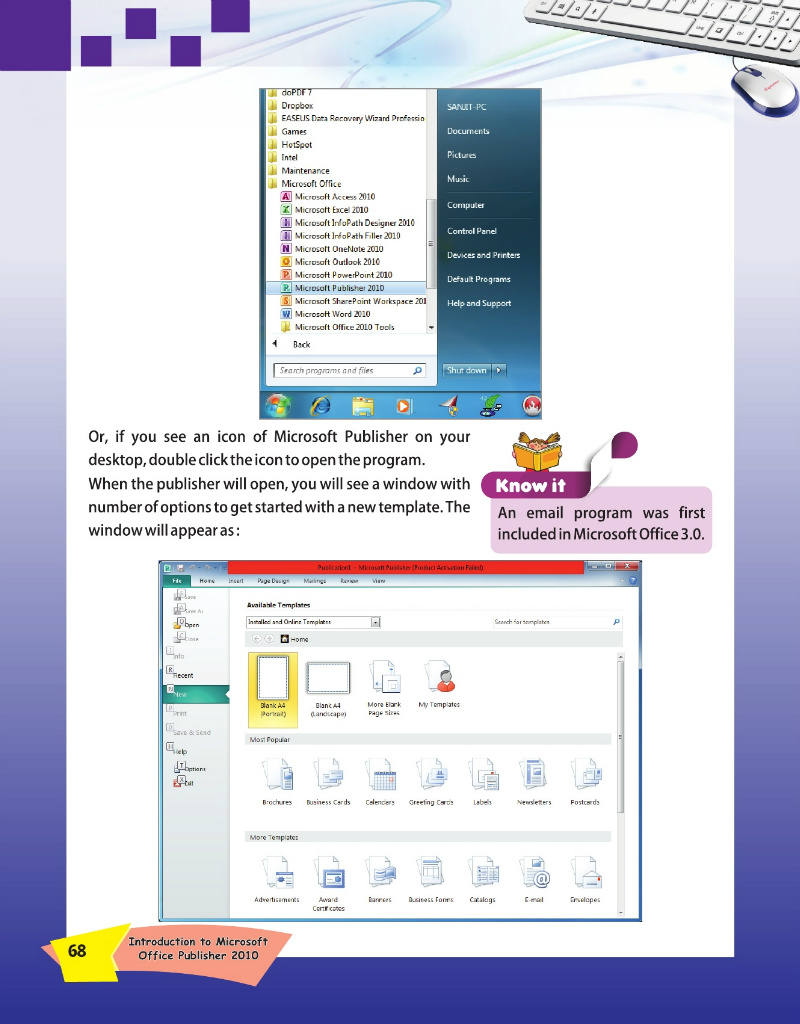 doPDF 7
Dropbox
EASEUS Data Recovery Wizard Professio
Games
HotSpot
Intel
Maintenance
Microsoft Office
Microsoft Access 2010
Microsoft Excel 2010
Microsoft InfoPath Designer 2010
Microsoft InfoPath Filler 2010
Microsoft OneNote 2010
Microsoft Outlook 2010
Microsoft PowerPoint 2010
Microsoft Publisher 2010
Microsoft SharePoint Workspace 201
Microsoft Word 2010
Microsoft Office 2010 Tools
Back
Search programs and files
SANJIT-PC
Documents
Pictures
Music
Computer
Control Panel
Devices and Printers
Default Programs
Help and Support
Shut down
Or, if you see an icon of Microsoft Publisher on your
desktop, double click the icon to open the program.
When the publisher will open, you will see a window with
number of options to get started with a new template. The
window will appear as :
Know it
An email program was first
included in Microsoft Office 3.0.
Publication1 - Microsoft Publisher (Product Activation Failed)
File Home Insert Page Design Mailings Review View
Save
Save As
Open
Close
Info
Recent
New
Print
Save & Send
Help
Options
Exit
Available Templates
Installed and Online Templates
Search for templates
Home
Blank A4 (Portrait)
Blank A4 (Landscape)
More Blank Page Sizes
My Templates
Most Popular
Brochures Business Cards Calendars Greeting Cards Labels Newsletters Postcards
More Templates
Advertisements Award Certificates Banners Business Forms Catalogs E-mail Envelopes
68
Introduction to Microsoft
Office Publisher 2010